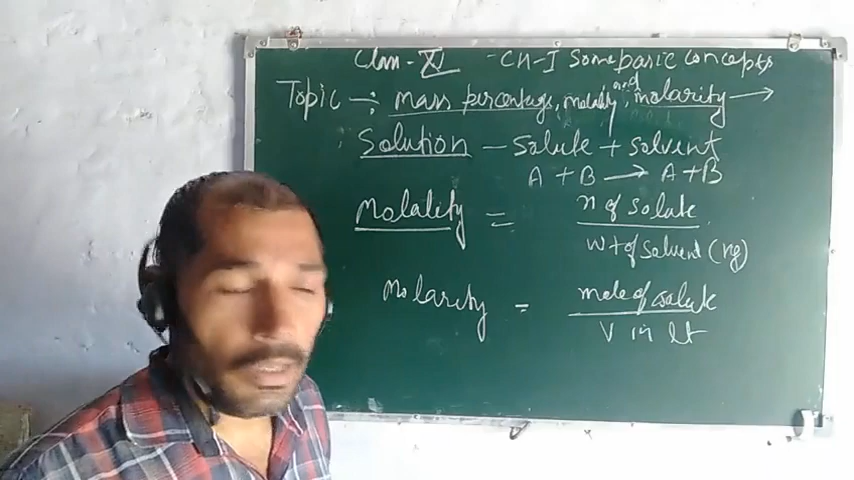 Class - XI - CH-I Some basic concepts
Topic ÷ mass percentage, molality and, molarity →
Solution - Solute + solvent
A + B → A + B
Molality = n of solute
wt of solvent (kg)
Molarity = mole of solute
V in lt